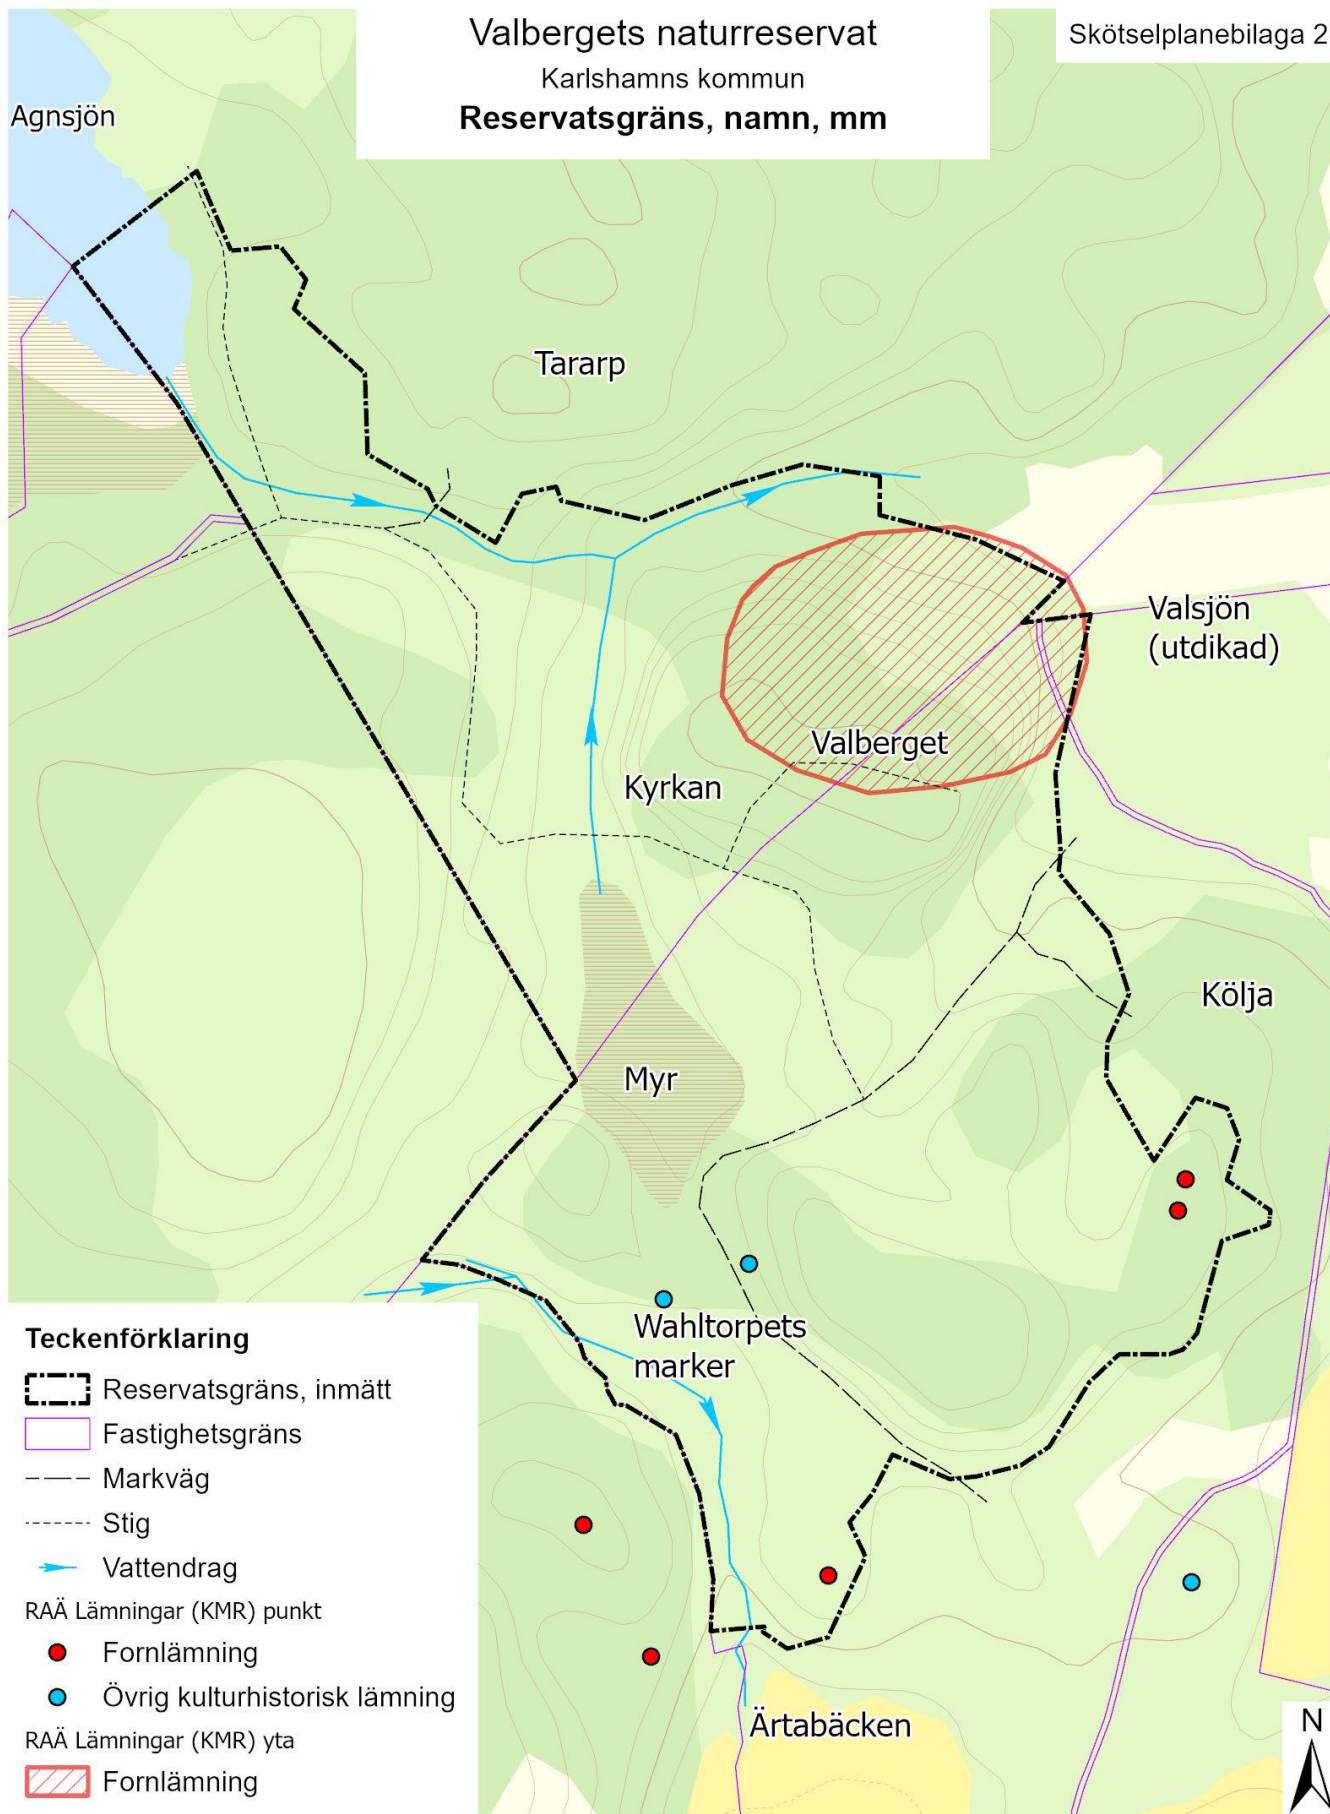 Valbergets naturreservat
Karlshamns kommun
Reservatsgräns, namn, mm
Skötselplanebilaga 2
Agnsjön
Tararp
Valsjön
(utdikad)
Valberget
Kyrkan
Kölja
Myr
Wahltorpets
marker
Ärtabäcken
Teckenförklaring
Reservatsgräns, inmätt
Fastighetsgräns
Markväg
Stig
Vattendrag
RAÄ Lämningar (KMR) punkt
Fornlämning
Övrig kulturhistorisk lämning
RAÄ Lämningar (KMR) yta
Fornlämning
N